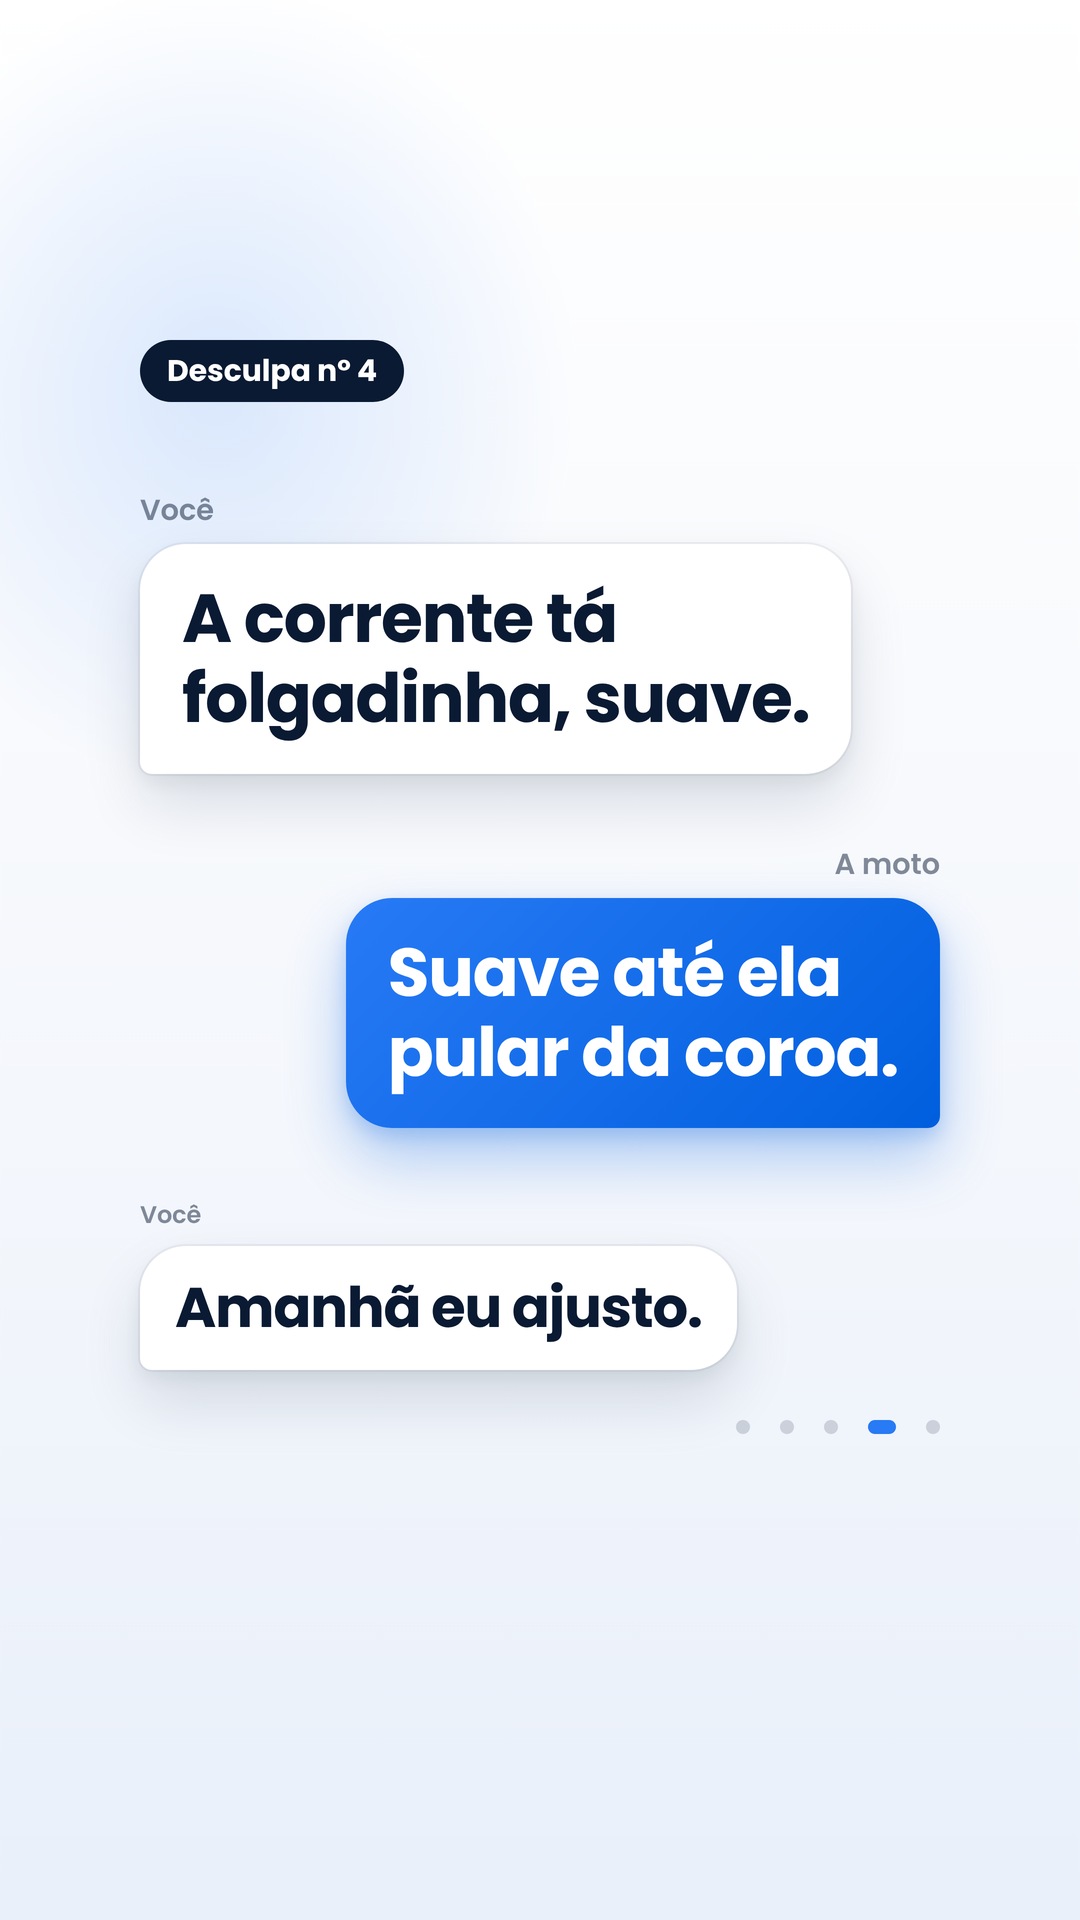 Desculpa nº 4
Você
A corrente tá
folgadinha, suave.
A moto
Suave até ela
pular da coroa.
Você
Amanhã eu ajusto.